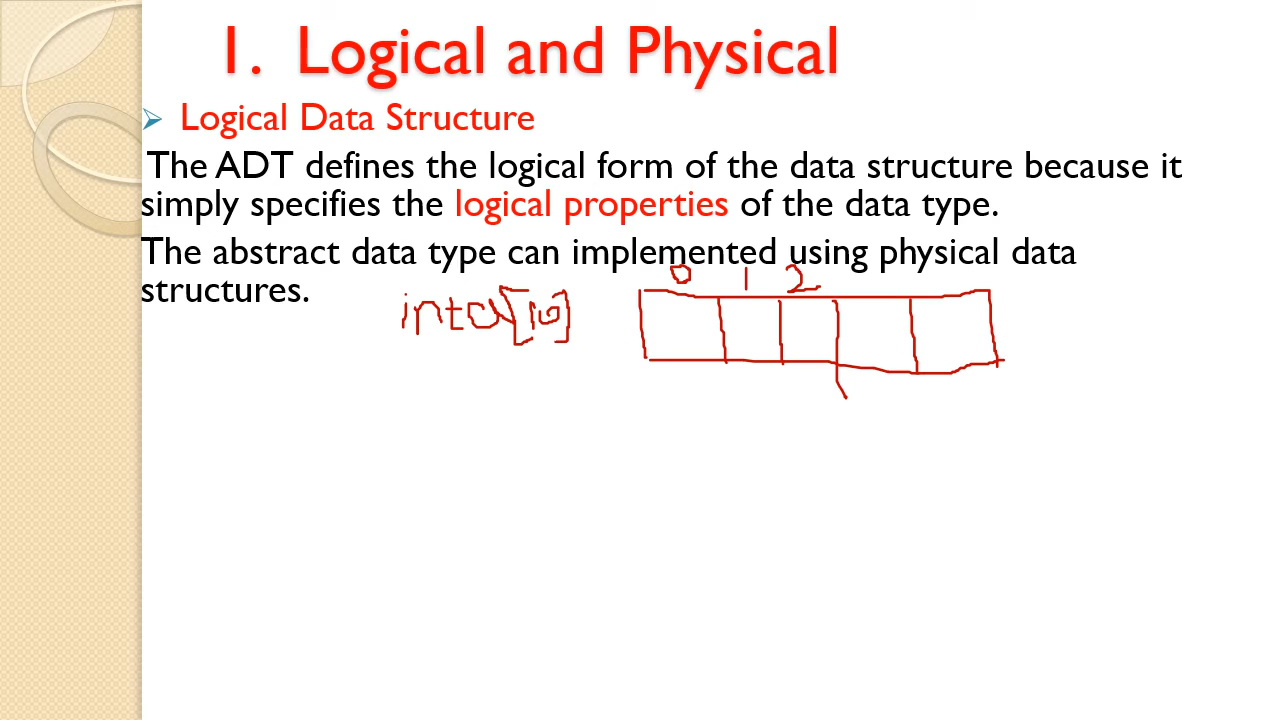 1. Logical and Physical
➢ Logical Data Structure
The ADT defines the logical form of the data structure because it
simply specifies the logical properties of the data type.
The abstract data type can implemented using physical data
structures.
0 1 2
int a[10]